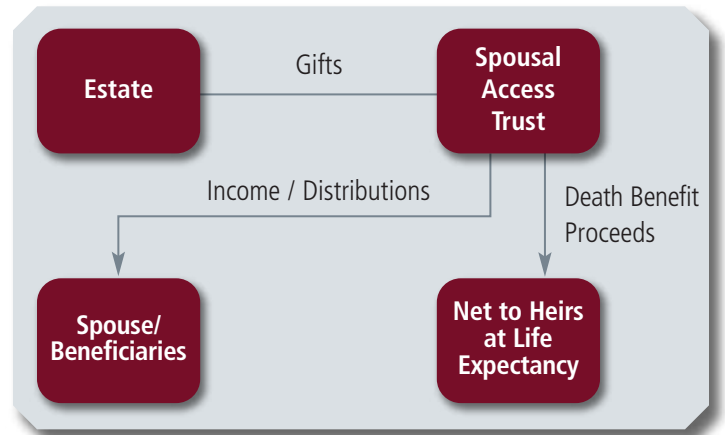 Estate
Gifts
Spousal
Access
Trust
Income / Distributions
Death Benefit
Proceeds
Spouse/
Beneficiaries
Net to Heirs
at Life
Expectancy